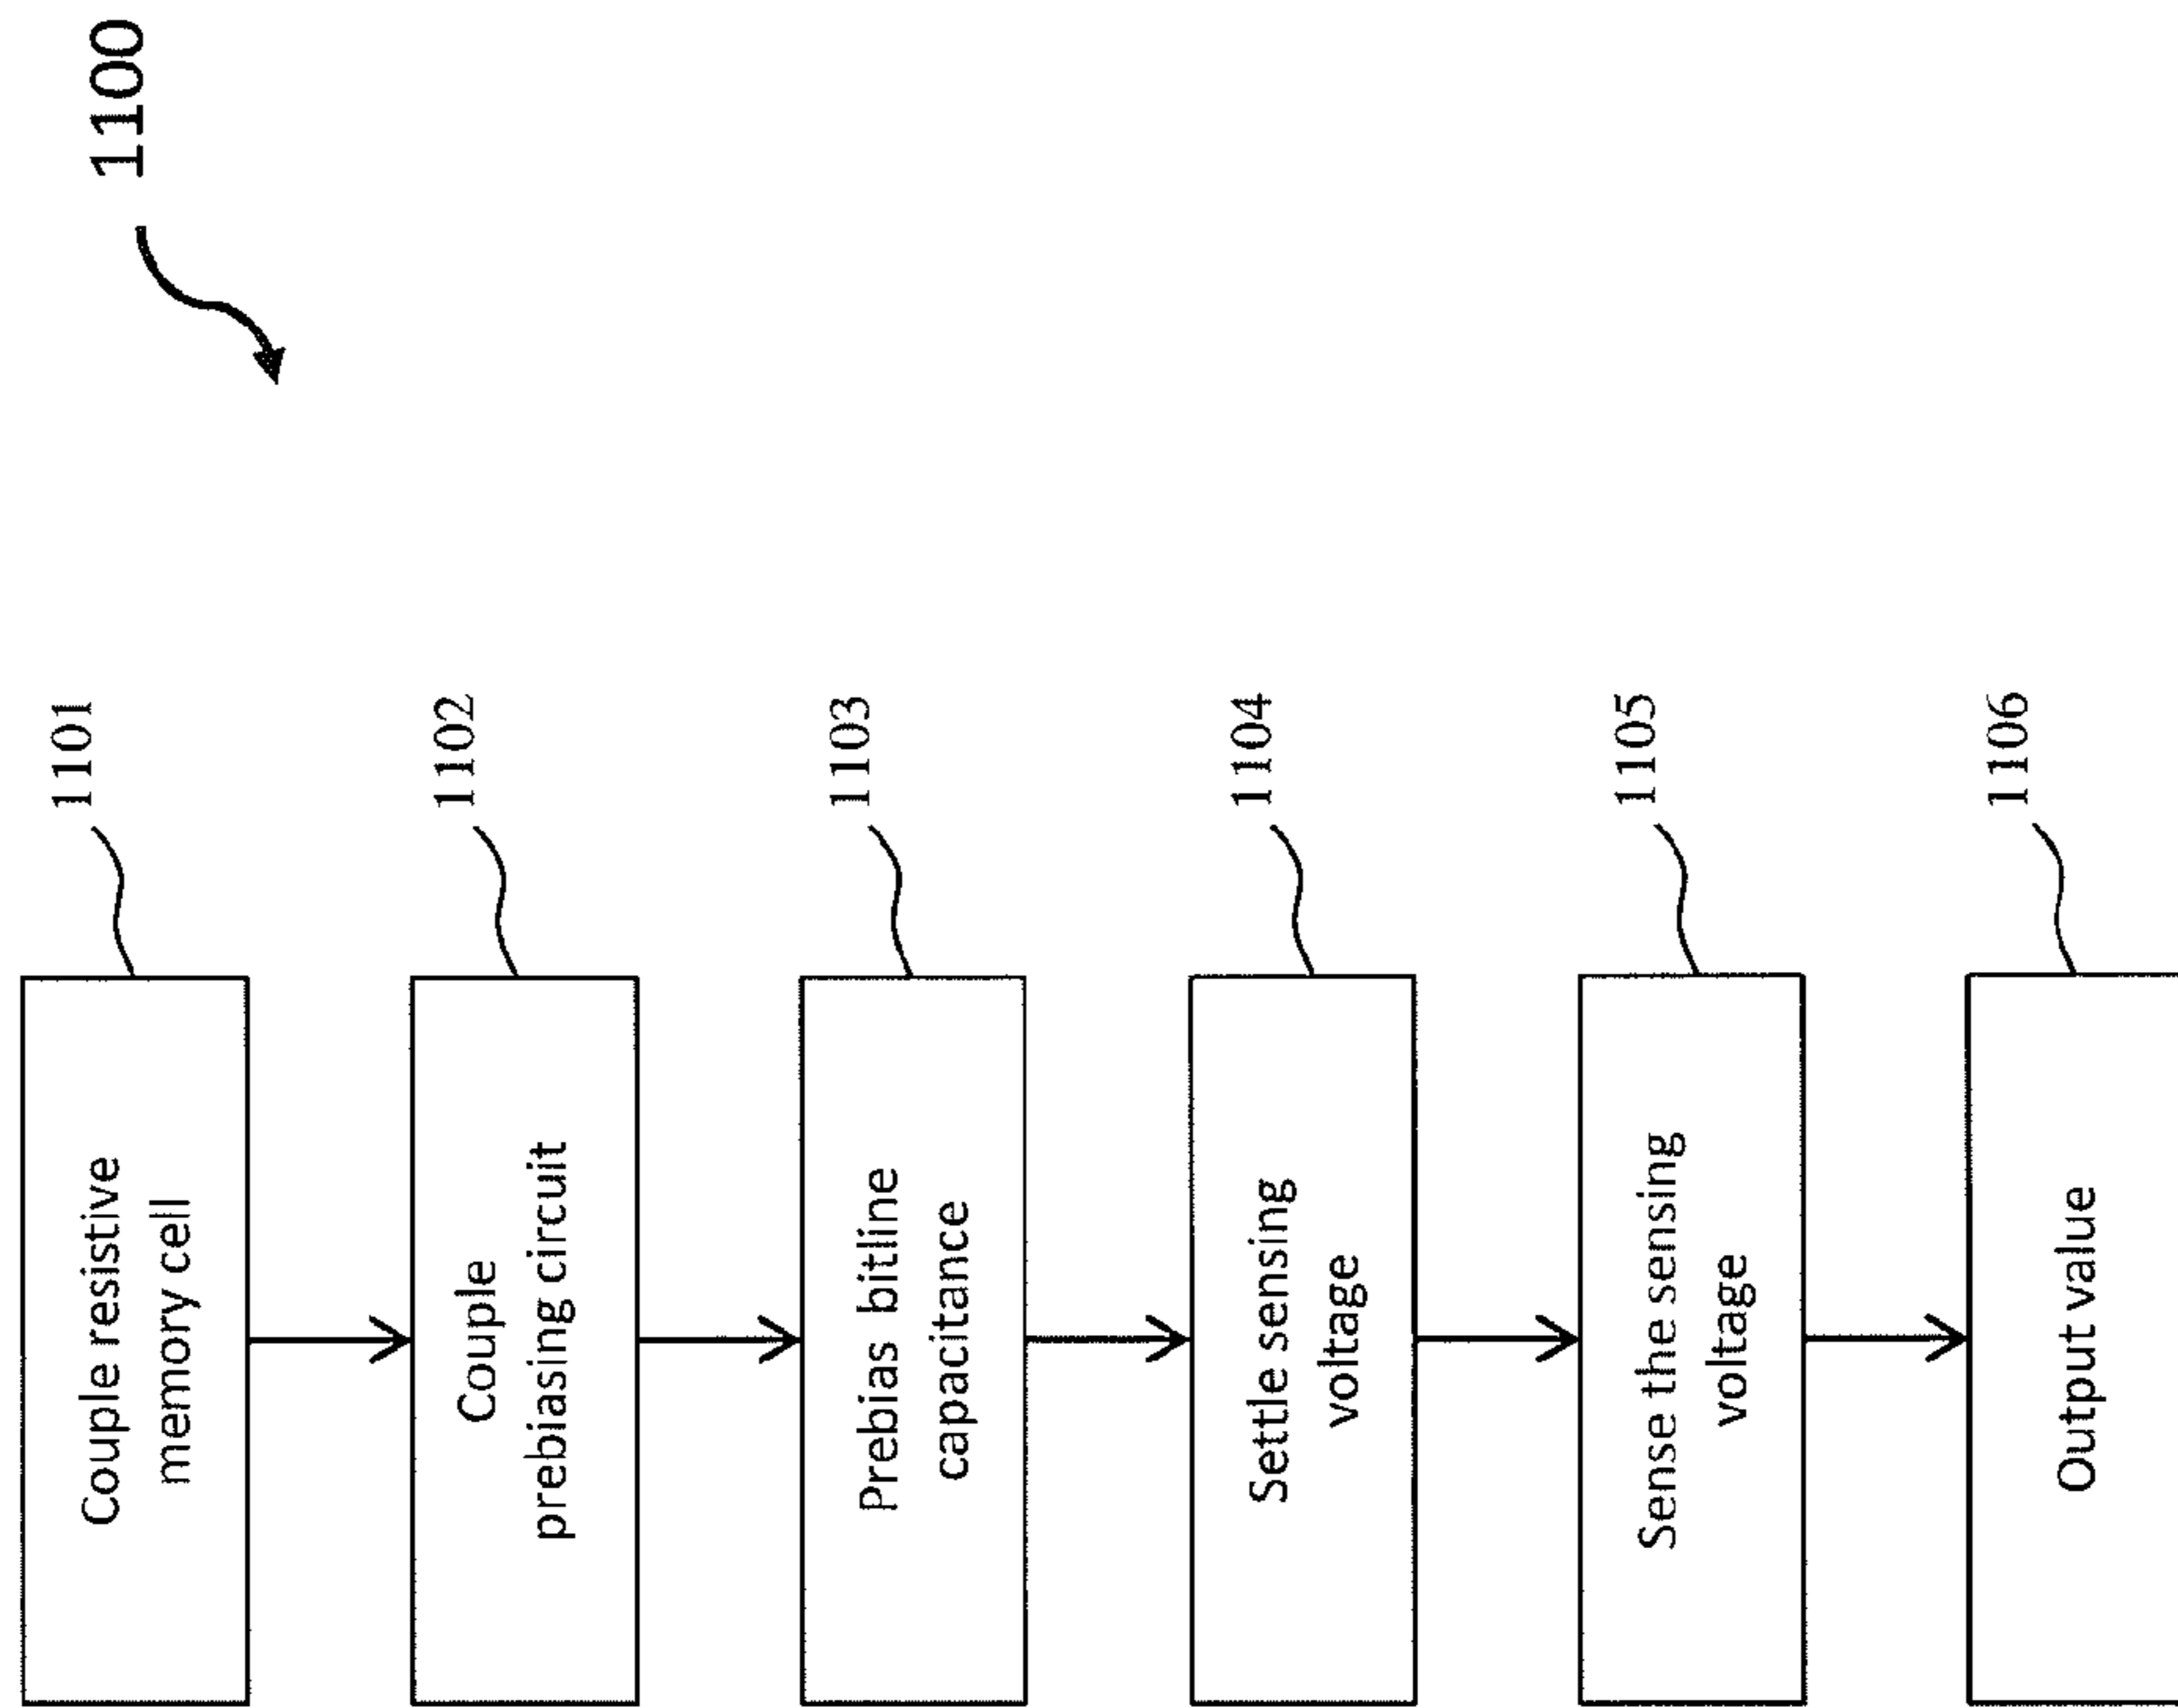 1100
1101
Couple resistive
memory cell
1102
Couple
prebiasing circuit
1103
Prebias bitline
capacitance
1104
Settle sensing
voltage
1105
Sense the sensing
voltage
1106
Output value